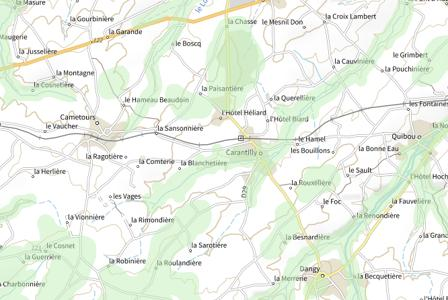 la Masure
la Gourbinière
la Chasse
le Mesnil Don
la Croix Lambert
la Garande
Maugerie
le Boscq
la Jusselière
le Grimbert
la Cauvinière
la Pouchinière
la Montagne
la Cosnetière
la Paisantière
le Hameau Beaudoin
la Querellière
les Fontaines
l'Hôtel Héliard
l'Hôtel Iliard
Cametours
le Vaucher
la Sansonnière
Quibou
le Hamel
les Bouillons
la Bonne Eau
Carantilly
la Ragotière
la Comterie
la Blanchetière
la Herlière
le Sault
l'Hôtel Hoch
la Rouxellière
D29
les Vages
le Foc
la Fauvelière
la Vionnière
la Rimondière
la Renondière
la Besnardière
le Cosnet
la Guerrière
la Sarotière
la Robinière
la Roulandière
Dangy
la Merrerie
la Becquetière
Charbonnière